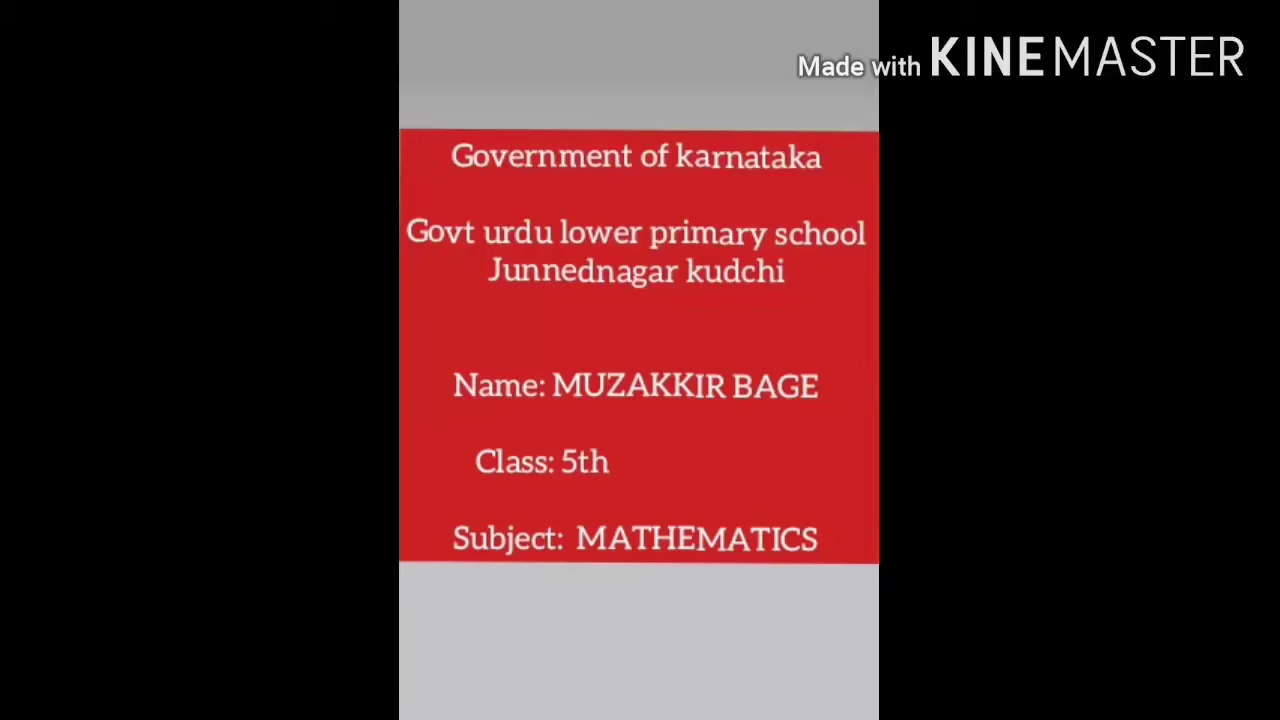 Made with KINEMASTER
Government of karnataka
Govt urdu lower primary school
Junnednagar kudchi
Name: MUZAKKIR BAGE
Class: 5th
Subject: MATHEMATICS